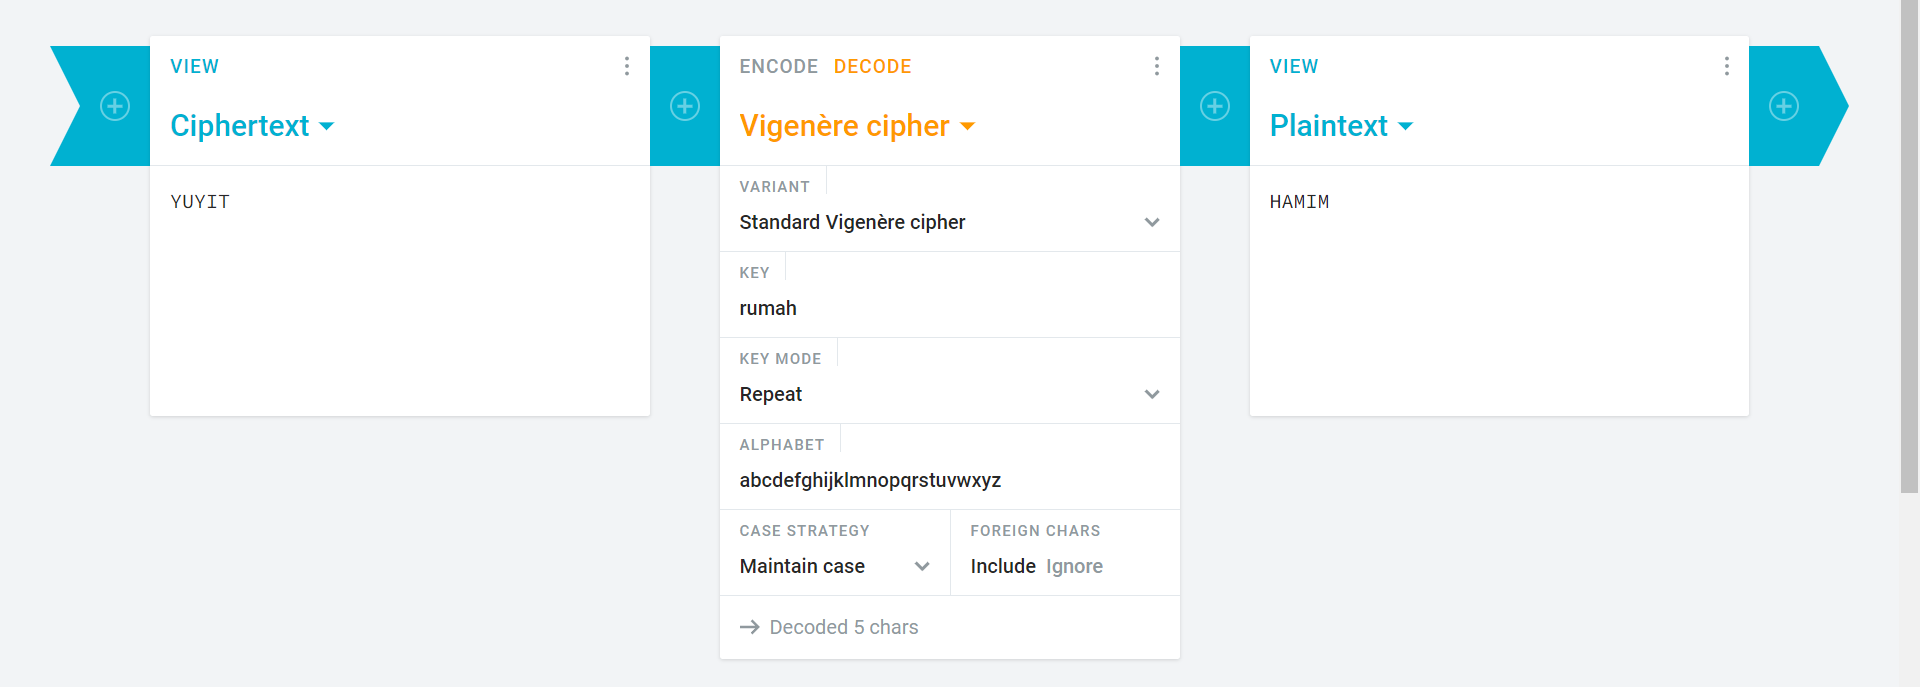 VIEW
Ciphertext
YUYIT
ENCODE DECODE
Vigenère cipher
VARIANT
Standard Vigenère cipher
KEY
rumah
KEY MODE
Repeat
ALPHABET
abcdefghijklmnopqrstuvwxyz
CASE STRATEGY
Maintain case
FOREIGN CHARS
Include Ignore
Decoded 5 chars
VIEW
Plaintext
HAMIM